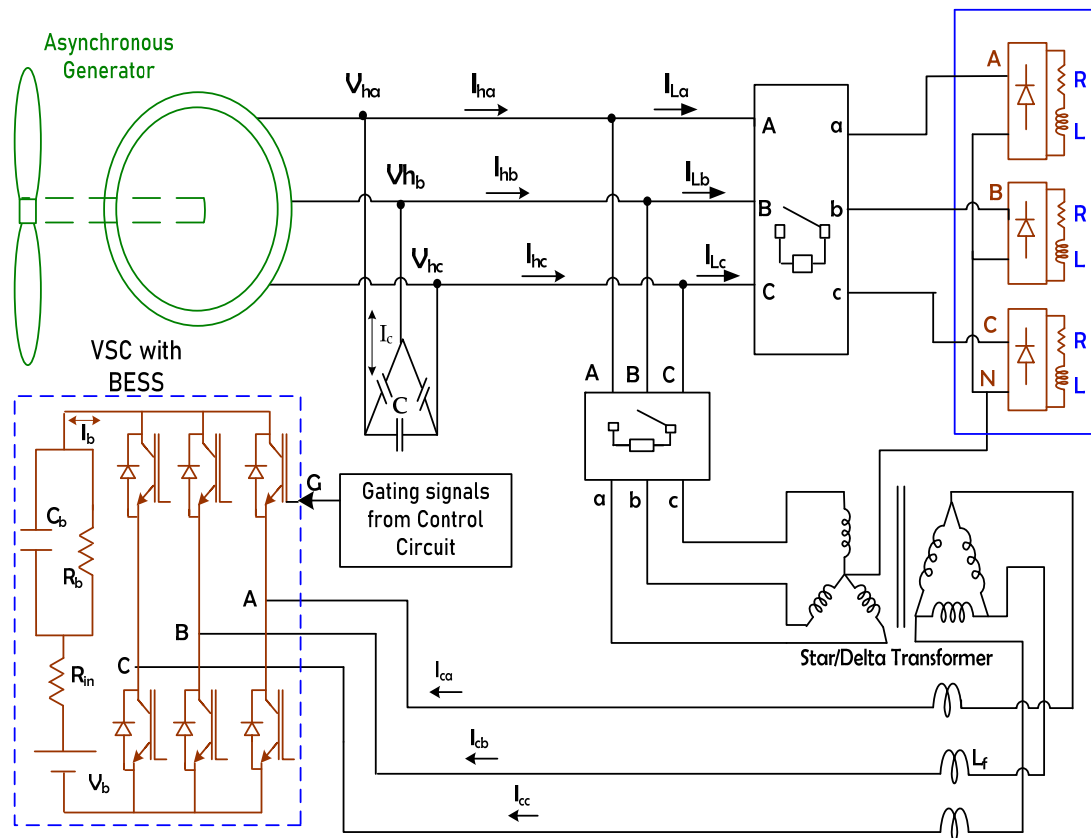 Asynchronous
Generator
Vha
Iha
ILa
Vhb
Ihb
ILb
Vhc
Ihc
ILc
A
B
C
a
b
c
A
R
L
B
R
L
C
N
R
L
Ic
C
A B C
a b c
VSC with
BESS
Ib
Cb
Rb
Rin
Vb
G
Gating signals
from Control
Circuit
A
B
C
Star/Delta Transformer
Ica
Icb
Icc
Lf